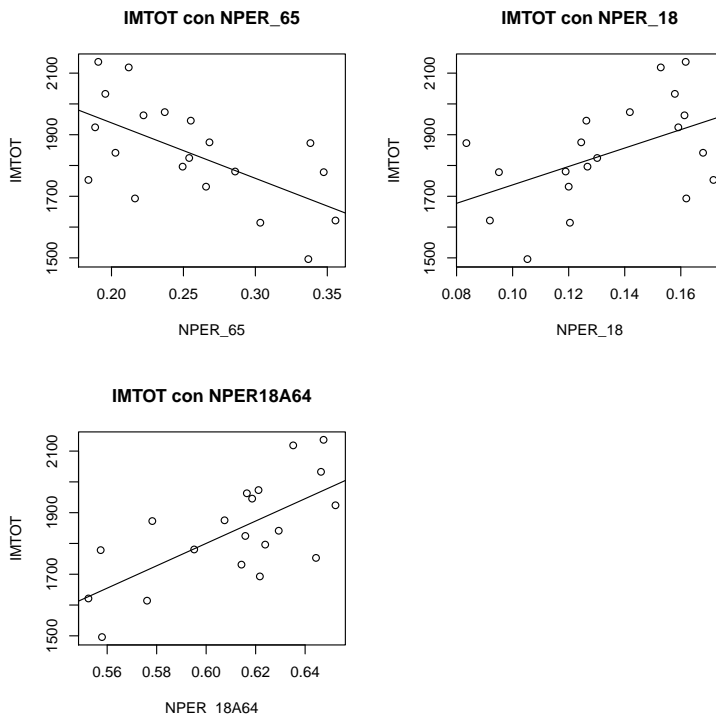 IMTOT con NPER_65
IMTOT
1500 1700 1900 2100
0.20 0.25 0.30 0.35
NPER_65
IMTOT con NPER_18
IMTOT
1500 1700 1900 2100
0.08 0.10 0.12 0.14 0.16
NPER_18
IMTOT con NPER18A64
IMTOT
1500 1700 1900 2100
0.56 0.58 0.60 0.62 0.64
NPER_18A64